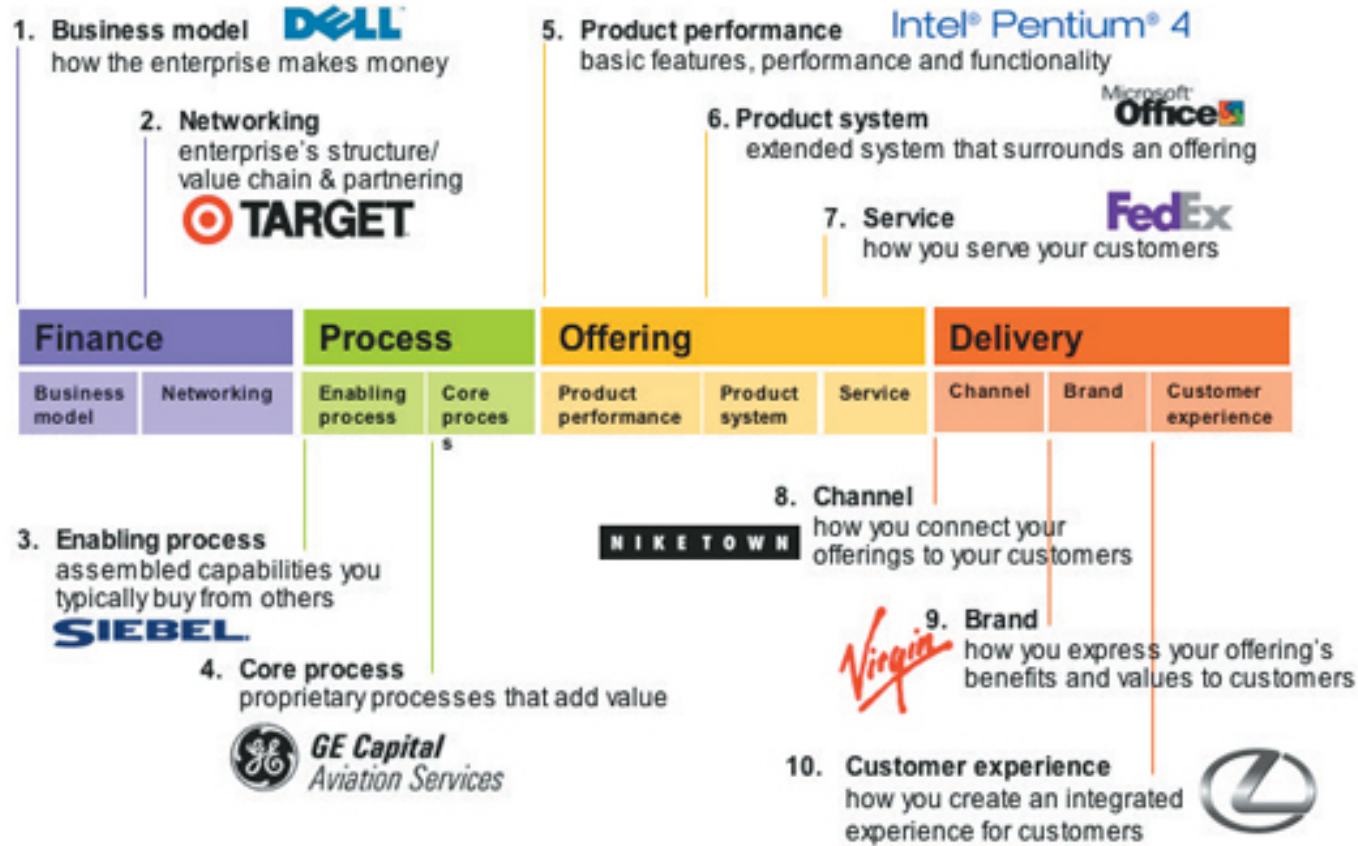 1. Business model DELL
how the enterprise makes money
2. Networking
enterprise's structure/
value chain & partnering
TARGET
5. Product performance Intel® Pentium® 4
basic features, performance and functionality
6. Product system Microsoft Office
extended system that surrounds an offering
7. Service FedEx
how you serve your customers
Finance Process Offering Delivery
Business model Networking Enabling process Core proces s Product performance Product system Service Channel Brand Customer experience
3. Enabling process
assembled capabilities you
typically buy from others
SIEBEL.
4. Core process
proprietary processes that add value
GE GE Capital
Aviation Services
8. Channel
NIKETOWN how you connect your
offerings to your customers
Virgin 9. Brand
how you express your offering's
benefits and values to customers
10. Customer experience
how you create an integrated
experience for customers